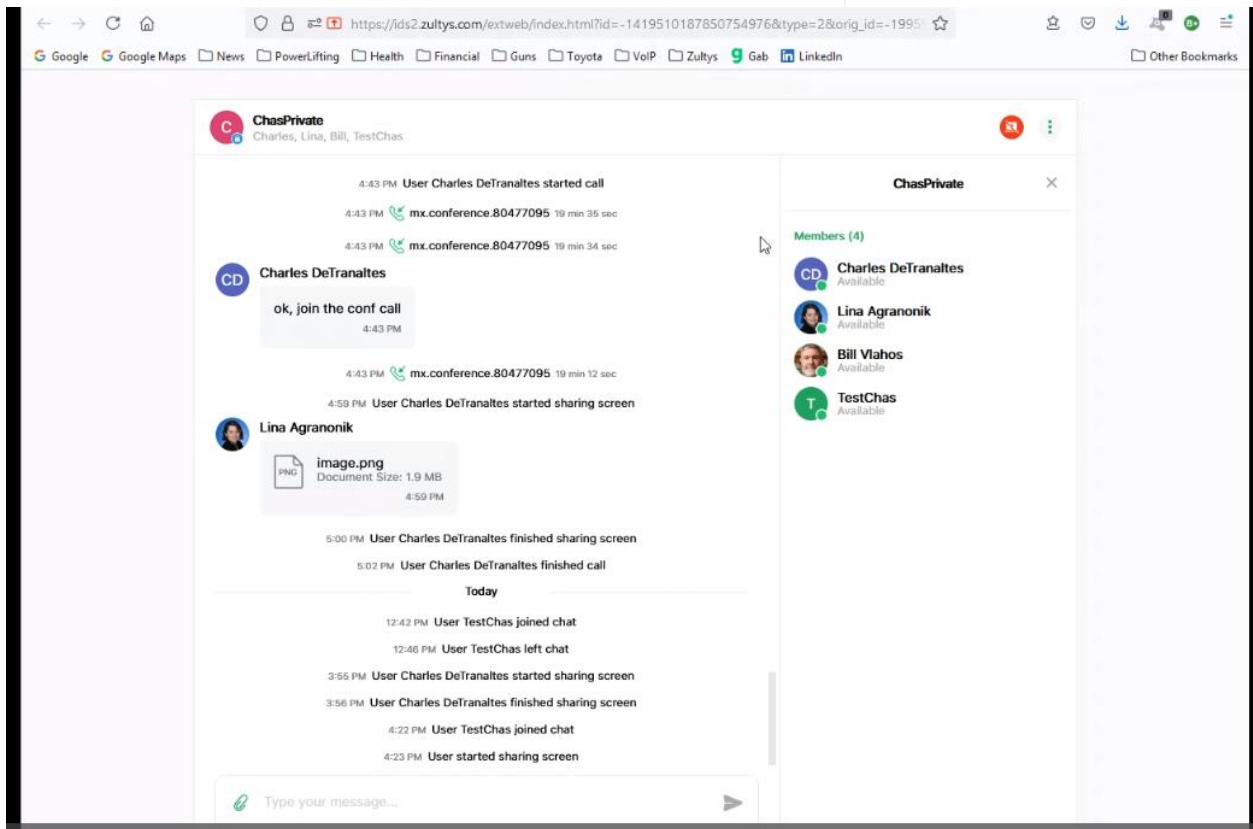 https://ids2.zultys.com/extweb/index.html?id=-1419510187850754976&type=2&orig_id=-1995
0
B+
G Google G Google Maps News PowerLifting Health Financial Guns Toyota VoIP Zultys g Gab in LinkedIn Other Bookmarks
C ChasPrivate
Charles, Lina, Bill, TestChas
4:43 PM User Charles DeTranaltes started call
4:43 PM mx.conference.80477095 19 min 35 sec
4:43 PM mx.conference.80477095 19 min 34 sec
CD Charles DeTranaltes
ok, join the conf call
4:43 PM
4:43 PM mx.conference.80477095 19 min 12 sec
4:59 PM User Charles DeTranaltes started sharing screen
Lina Agranonik
PNG image.png
Document Size: 1.9 MB
4:59 PM
5:00 PM User Charles DeTranaltes finished sharing screen
5:02 PM User Charles DeTranaltes finished call
Today
12:42 PM User TestChas joined chat
12:46 PM User TestChas left chat
3:55 PM User Charles DeTranaltes started sharing screen
3:56 PM User Charles DeTranaltes finished sharing screen
4:22 PM User TestChas joined chat
4:23 PM User started sharing screen
Type your message...
ChasPrivate
Members (4)
CD Charles DeTranaltes
Available
Lina Agranonik
Available
Bill Vlahos
Available
T TestChas
Available